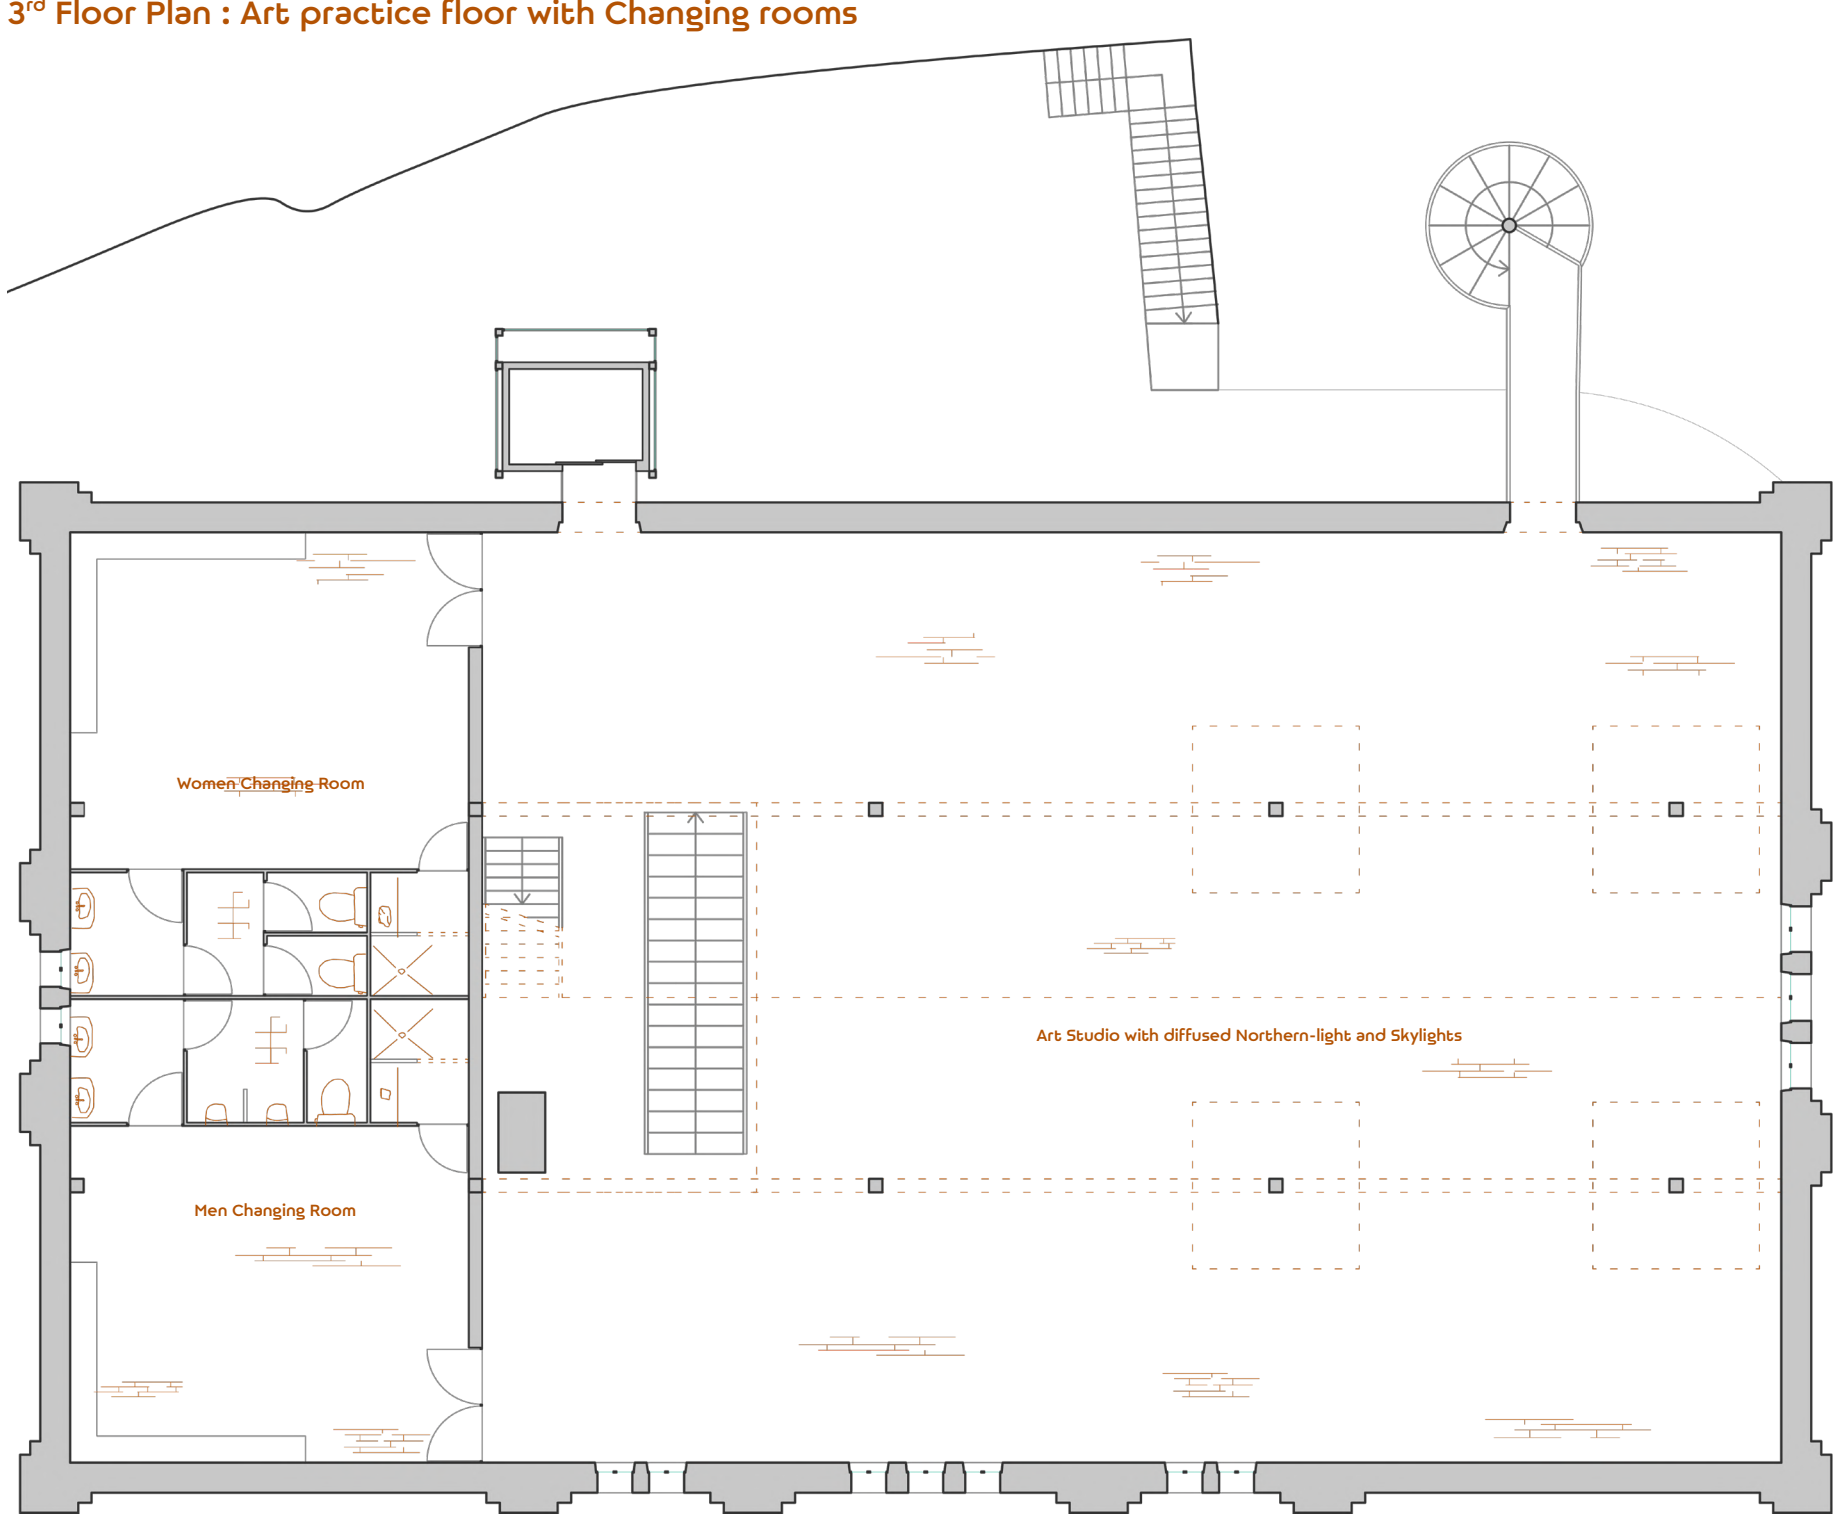 3rd Floor Plan : Art practice floor with Changing rooms
Women Changing Room
Art Studio with diffused Northern-light and Skylights
Men Changing Room